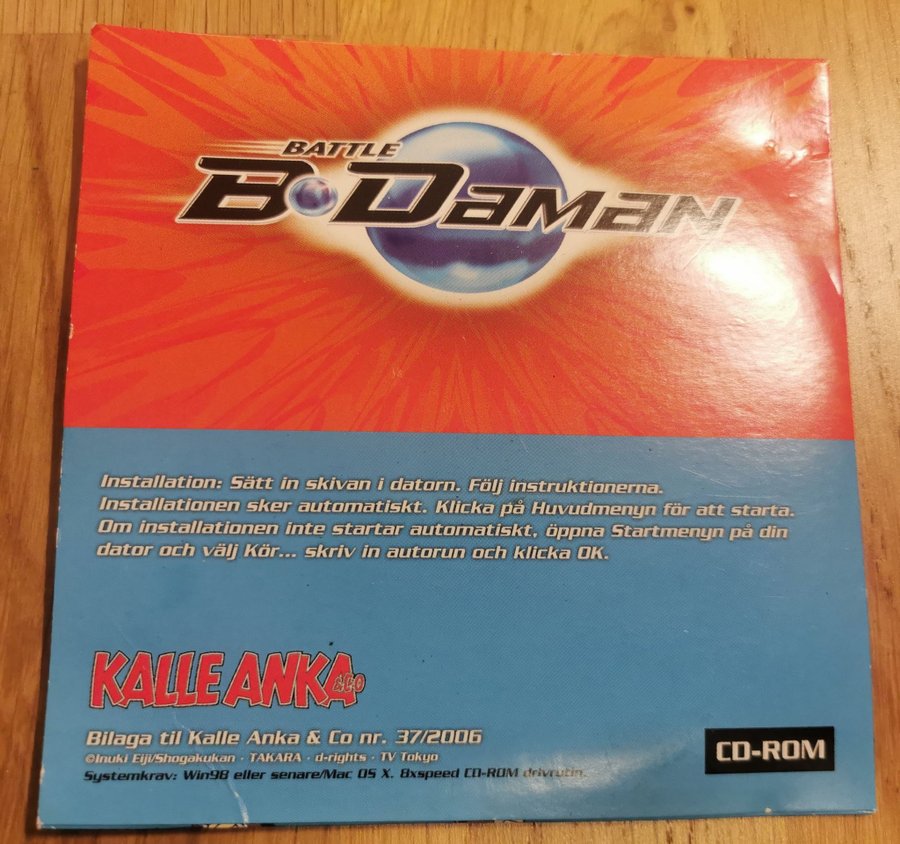 BATTLE
B-DAMAN
Installation: Sätt in skivan i datorn. Följ instruktionerna.
Installationen sker automatiskt. Klicka på Huvudmenyn för att starta.
Om installationen inte startar automatiskt, öppna Startmenyn på din
dator och välj Kör... skriv in autorun och klicka OK.
KALLE ANKA &CO
Bilaga til Kalle Anka & Co nr. 37/2006
©Inuki Eiji/Shogakukan · TAKARA · d-rights · TV Tokyo
Systemkrav: Win98 eller senare/Mac OS X. 8xspeed CD-ROM drivrutin.
CD-ROM